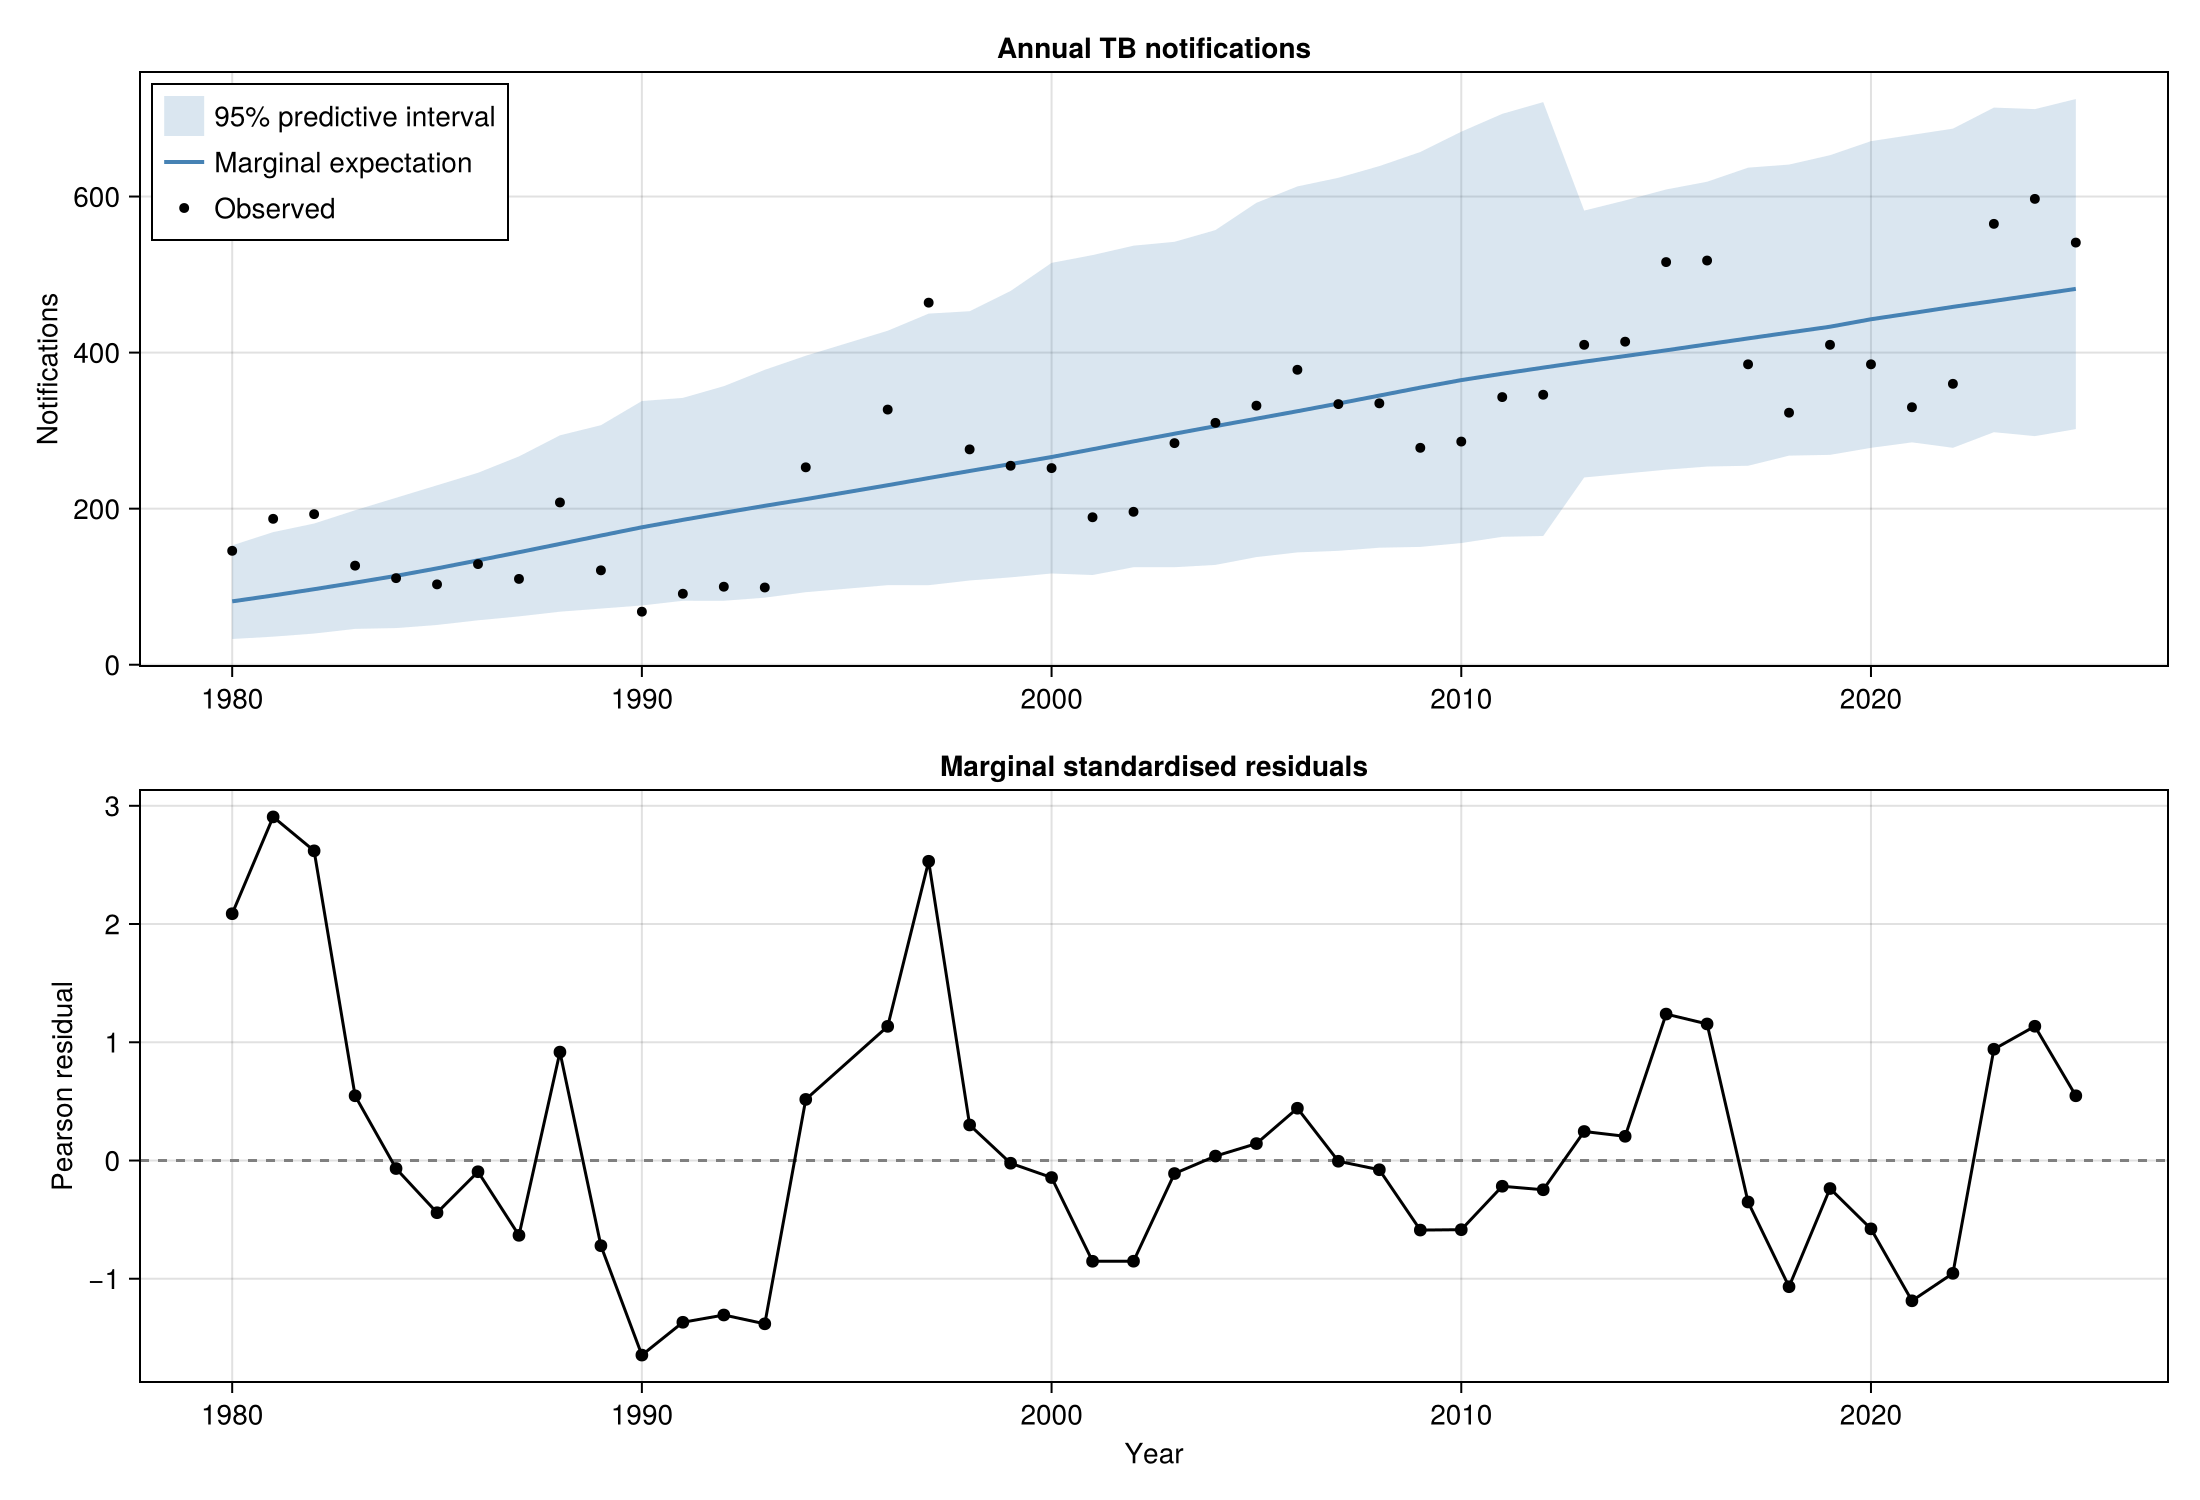 Annual TB notifications
95% predictive interval
Marginal expectation
Observed
Notifications
600
400
200
0
1980 1990 2000 2010 2020
Marginal standardised residuals
Pearson residual
3
2
1
0
−1
1980 1990 2000 2010 2020
Year